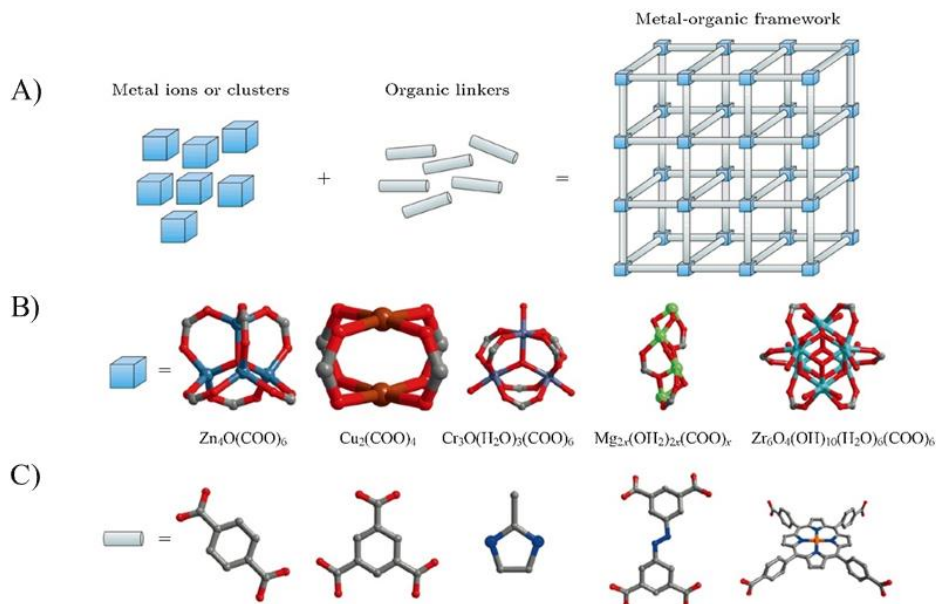 Metal-organic framework
A)
Metal ions or clusters
Organic linkers
+
=
B)
=
Zn₄O(COO)₆
Cu₂(COO)₄
Cr₃O(H₂O)₃(COO)₆
Mg₂ₓ(OH₂)₂ₓ(COO)ₓ
Zr₆O₄(OH)₁₀(H₂O)₆(COO)₆
C)
=